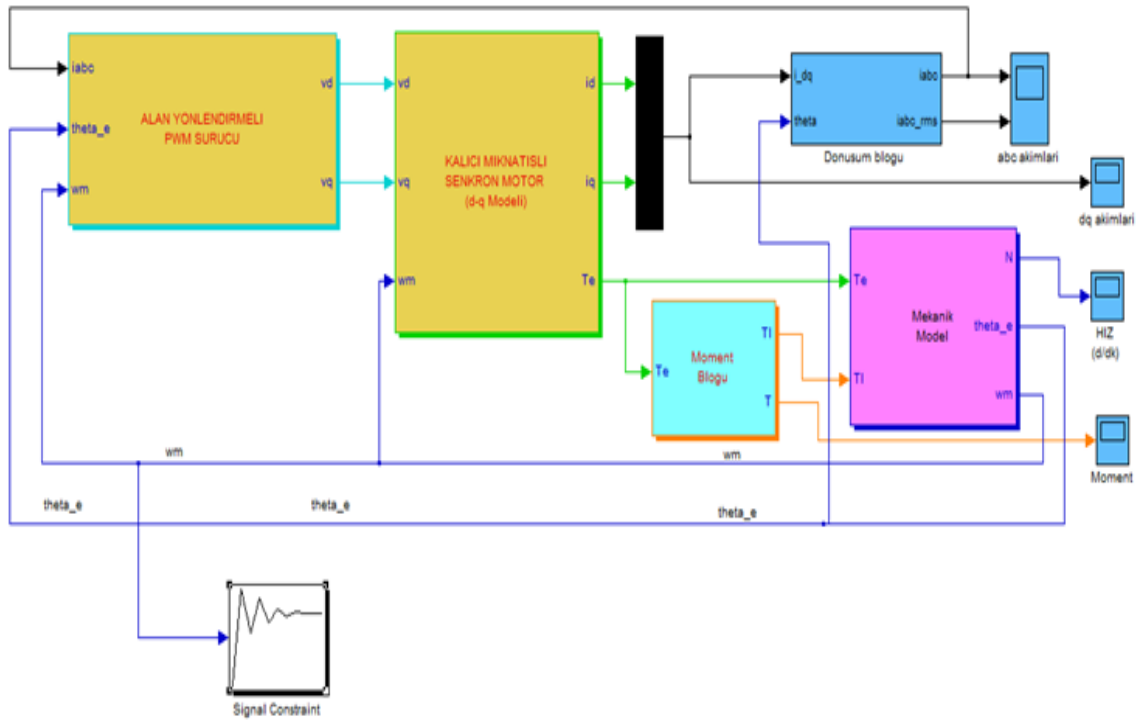 iabc
theta_e
wm
ALAN YONLENDIRMELI
PWM SURUCU
vd
vq
vd
vq
wm
KALICI MIKNATISLI
SENKRON MOTOR
(d-q Modeli)
id
iq
Te
i_dq
theta
iabc
iabc_rms
Donusum blogu
abc akimlari
dq akimlari
Te
Tl
Mekanik
Model
N
theta_e
wm
HIZ
(d/dk)
Te
Moment
Blogu
Tl
T
Moment
wm
wm
theta_e
theta_e
theta_e
Signal Constraint